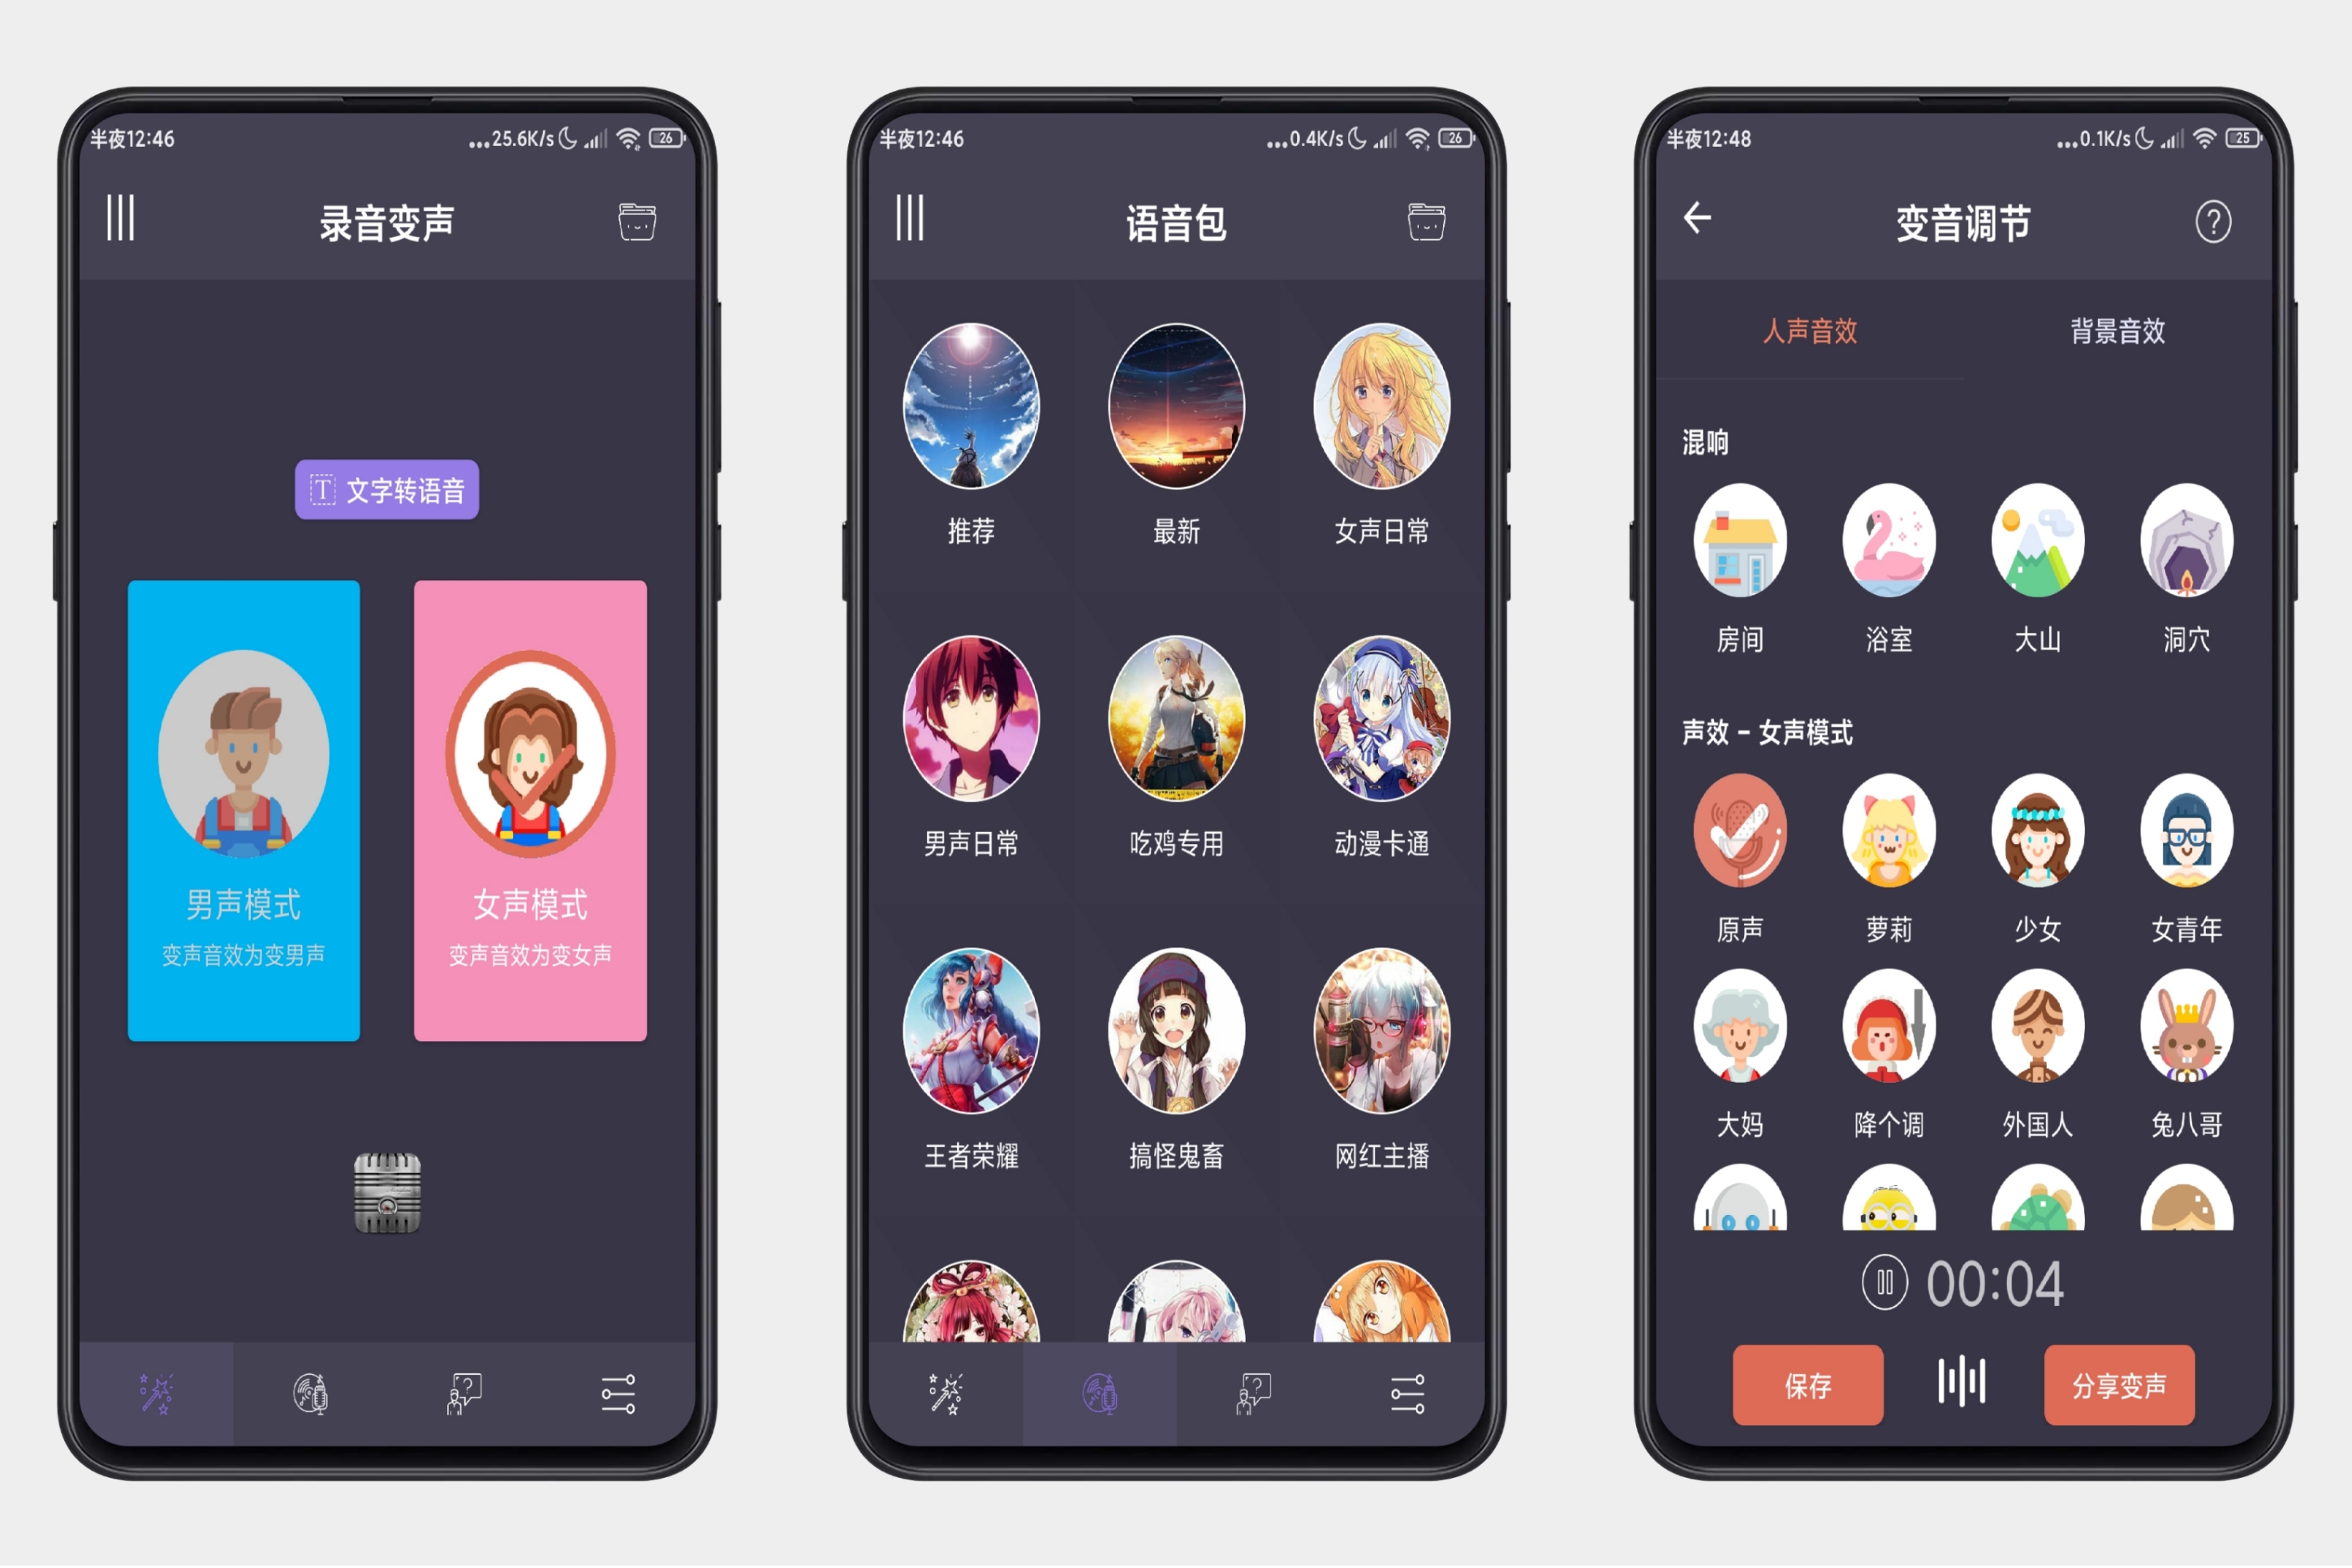 半夜12:46
...25.6K/s
26
录音变声
T 文字转语音
男声模式
变声音效为变男声
女声模式
变声音效为变女声
半夜12:46
...0.4K/s
26
语音包
推荐
最新
女声日常
男声日常
吃鸡专用
动漫卡通
王者荣耀
搞怪鬼畜
网红主播
半夜12:48
...0.1K/s
25
变音调节
?
人声音效
背景音效
混响
房间
浴室
大山
洞穴
声效 - 女声模式
原声
萝莉
少女
女青年
大妈
降个调
外国人
兔八哥
00:04
保存
分享变声